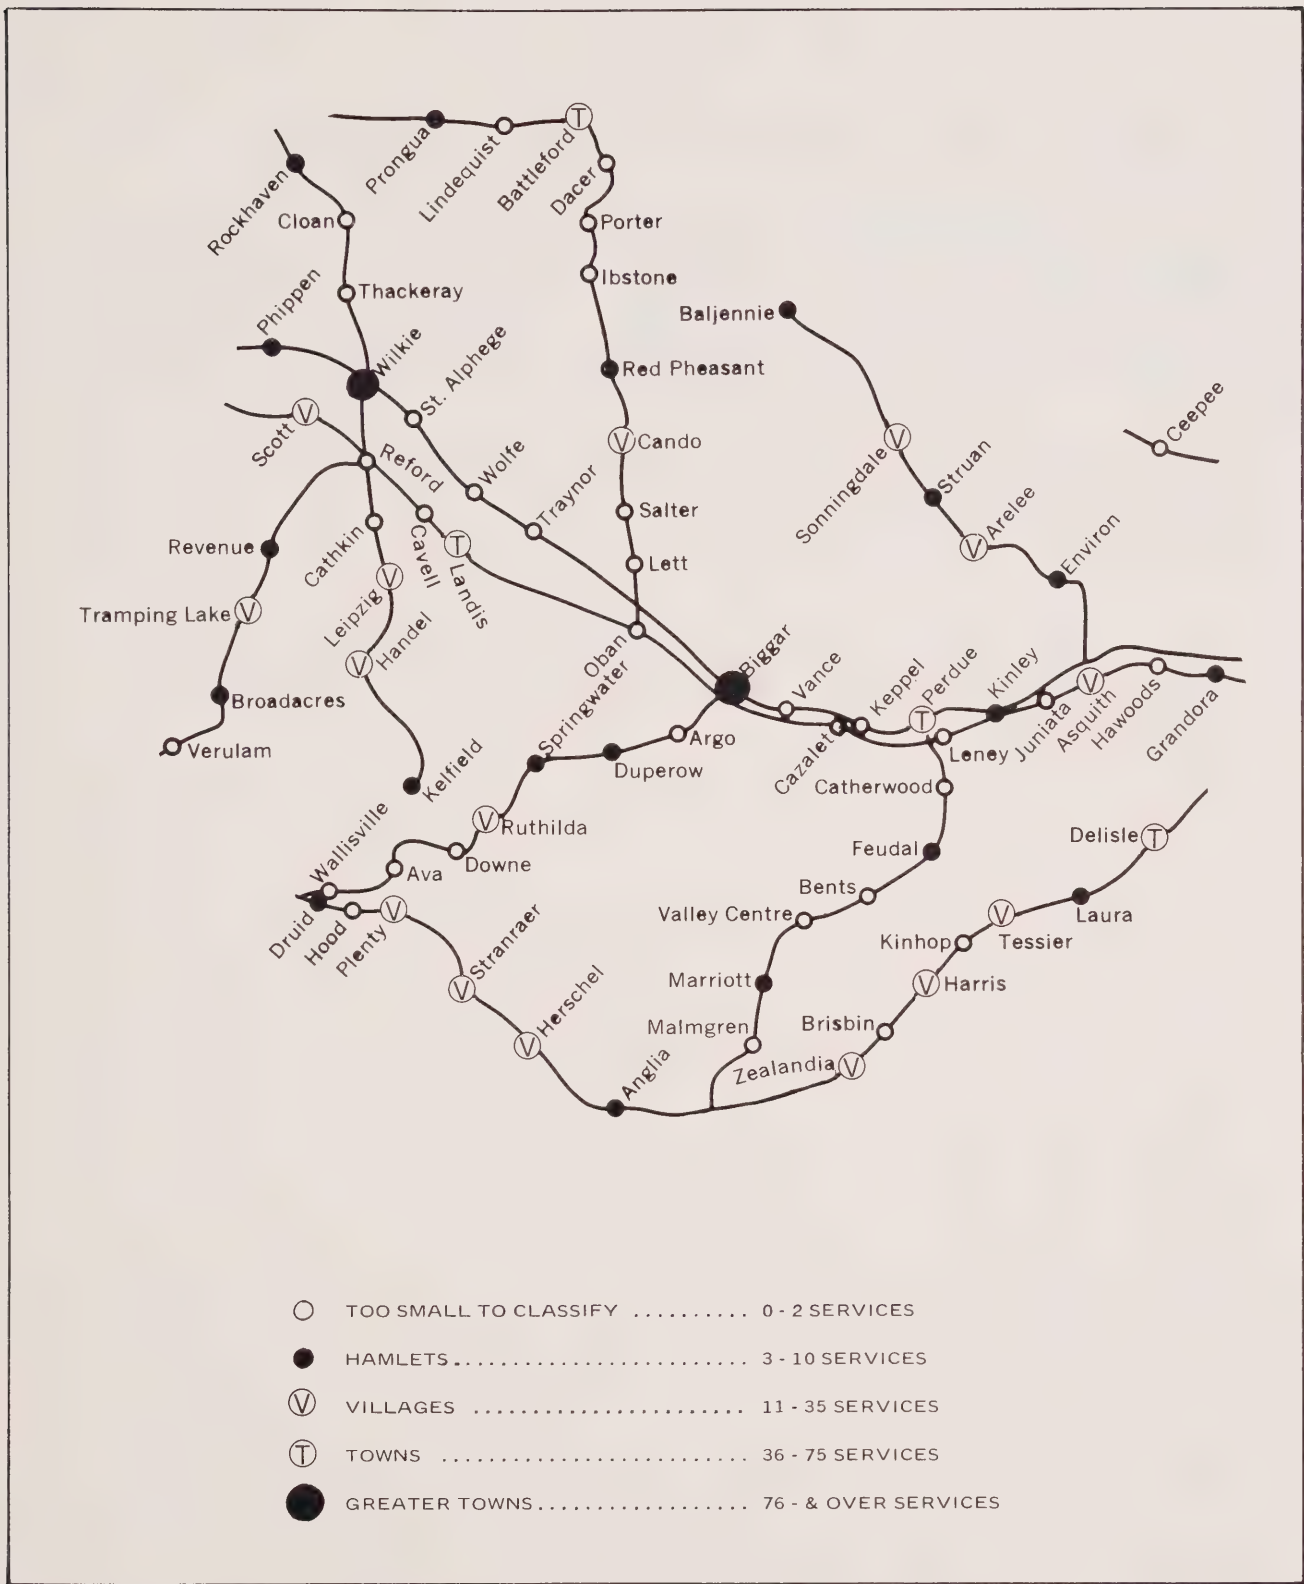 Prongua
Lindequist
Battleford
Dacer
Rockhaven
Cloan
Porter
Ibstone
Thackeray
Phippen
Baljennie
Wilkie
St. Alphege
Red Pheasant
Scott
Reford
Wolfe
Traynor
Cando
Sonningdale
Struan
Ceepee
Salter
Arelee
Environ
Revenue
Cathkin
Cavell
Landis
Lett
Tramping Lake
Leipzig
Handel
Oban
Biggar
Broadacres
Springwater
Vance
Keppel
Perdue
Kinley
Verulam
Kelfield
Duperow
Argo
Cazalet
Leney
Juniata
Asquith
Hawoods
Grandora
Catherwood
Wallisville
Ruthilda
Downe
Ava
Feudal
Delisle
Bents
Druid
Hood
Plenty
Stranraer
Valley Centre
Laura
Kinhop
Tessier
Marriott
Harris
Herschel
Malmgren
Brisbin
Anglia
Zealandia
TOO SMALL TO CLASSIFY .......... 0 - 2 SERVICES
HAMLETS.......................... 3 - 10 SERVICES
V VILLAGES ........................ 11 - 35 SERVICES
T TOWNS ........................... 36 - 75 SERVICES
GREATER TOWNS................... 76 - & OVER SERVICES